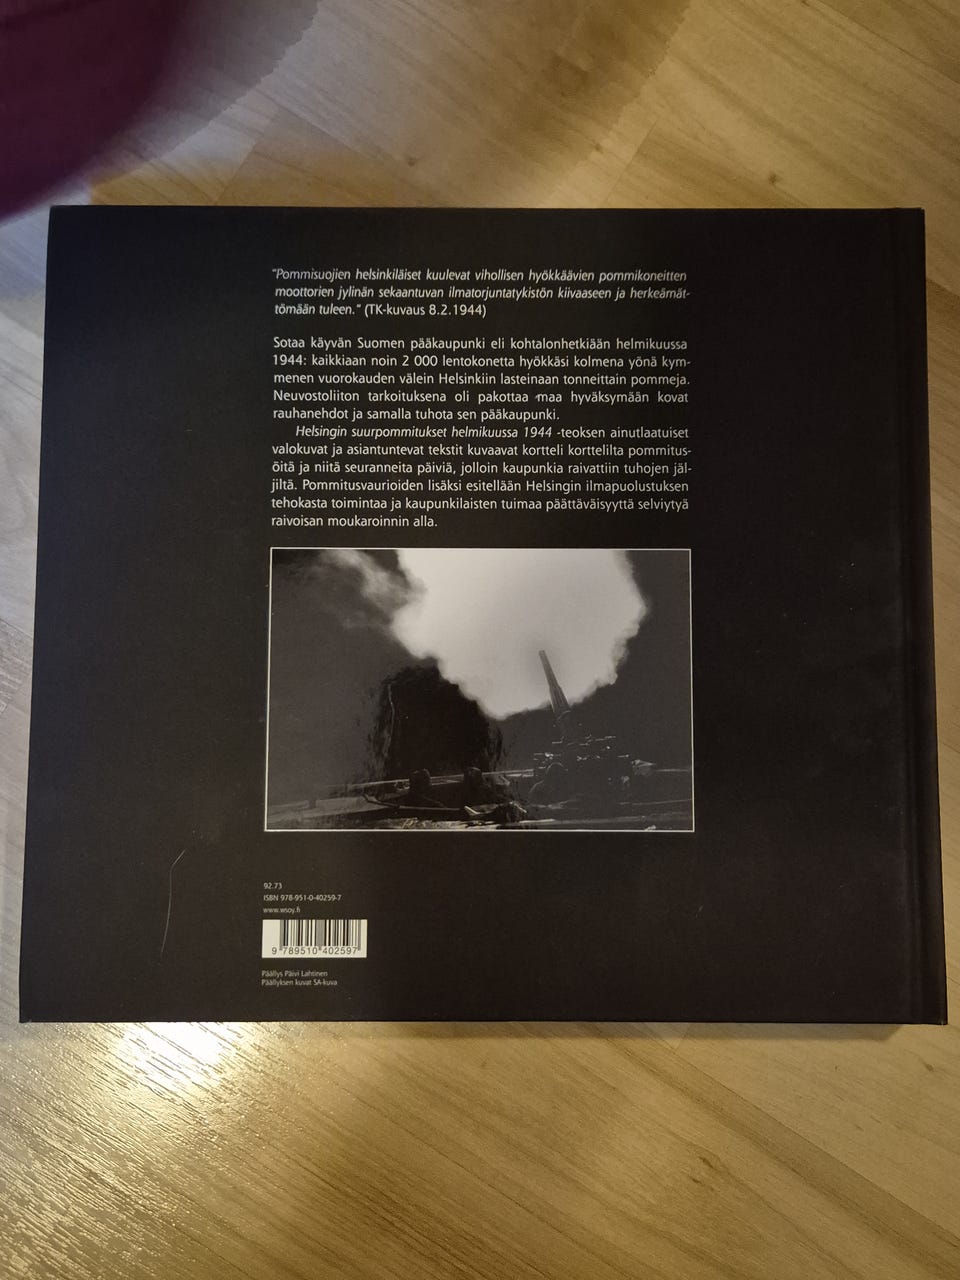 "Pommisuojien helsinkiläiset kuulevat vihollisen hyökkäävien pommikoneitten
moottorien jylinän sekaantuvan ilmatorjuntatykistön kiivaaseen ja herkeämät-
tömään tuleen." (TK-kuvaus 8.2.1944)
Sotaa käyvän Suomen pääkaupunki eli kohtalonhetkiään helmikuussa
1944: kaikkiaan noin 2 000 lentokonetta hyökkäsi kolmena yönä kym-
menen vuorokauden välein Helsinkiin lasteinaan tonneittain pommeja.
Neuvostoliiton tarkoituksena oli pakottaa maa hyväksymään kovat
rauhanehdot ja samalla tuhota sen pääkaupunki.
Helsingin suurpommitukset helmikuussa 1944 -teoksen ainutlaatuiset
valokuvat ja asiantuntevat tekstit kuvaavat kortteli korttelilta pommitus-
öitä ja niitä seuranneita päiviä, jolloin kaupunkia raivattiin tuhojen jäl-
jiltä. Pommitusvaurioiden lisäksi esitellään Helsingin ilmapuolustuksen
tehokasta toimintaa ja kaupunkilaisten tuimaa päättäväisyyttä selviytyä
raivoisan moukaroinnin alla.
92.73
ISBN 978-951-0-40259-7
www.wsoy.fi
9 789510 402597
Päällys Päivi Lahtinen
Päällyksen kuvat SA-kuva